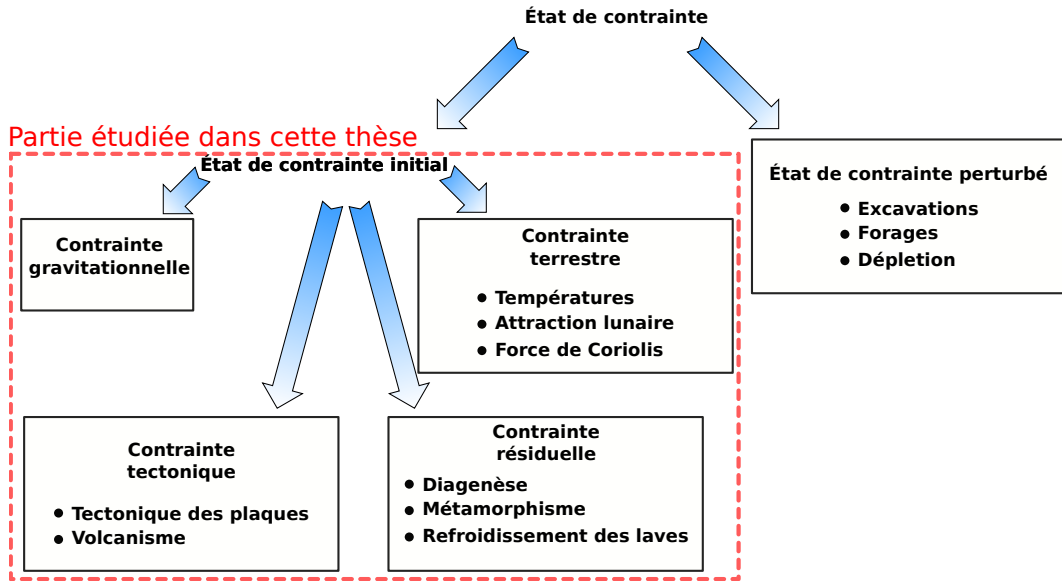 État de contrainte
Partie étudiée dans cette thèse
État de contrainte initial
État de contrainte perturbé
• Excavations
• Forages
• Dépletion
Contrainte
gravitationnelle
Contrainte
terrestre
• Températures
• Attraction lunaire
• Force de Coriolis
Contrainte
tectonique
• Tectonique des plaques
• Volcanisme
Contrainte
résiduelle
• Diagenèse
• Métamorphisme
• Refroidissement des laves